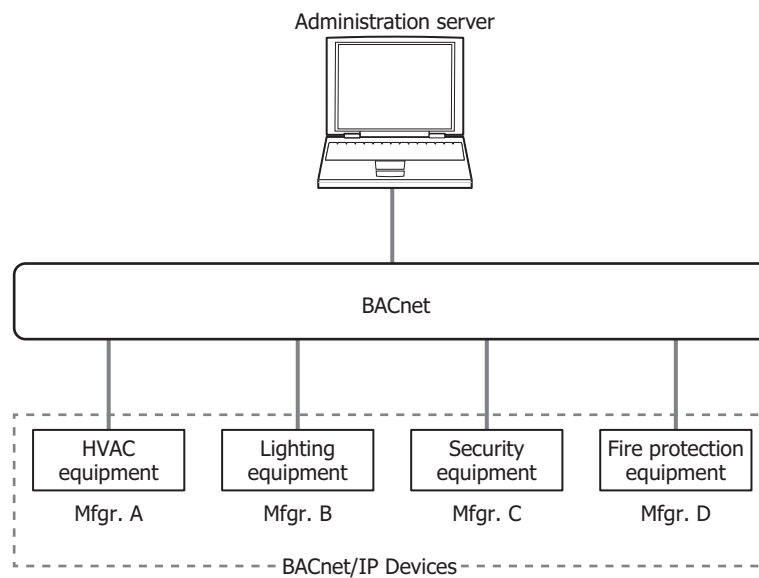 Administration server
BACnet
HVAC
equipment
Lighting
equipment
Security
equipment
Fire protection
equipment
Mfgr. A
Mfgr. B
Mfgr. C
Mfgr. D
BACnet/IP Devices